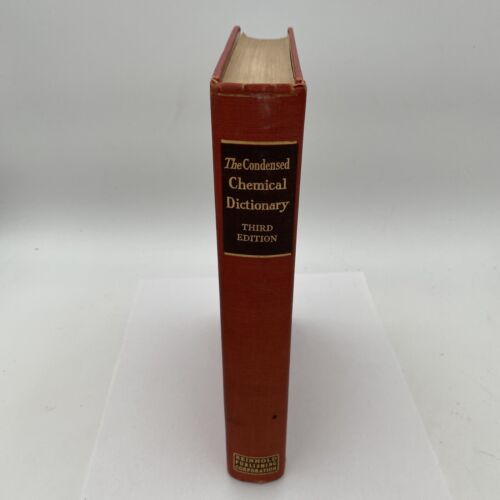 The Condensed
Chemical
Dictionary
THIRD
EDITION
REINHOLD
PUBLISHING
CORPORATION